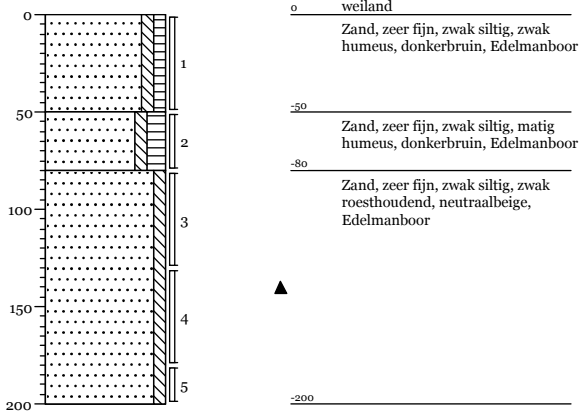 0
50
100
150
200
1
2
3
4
5
0 weiland
Zand, zeer fijn, zwak siltig, zwak
humeus, donkerbruin, Edelmanboor
-50
Zand, zeer fijn, zwak siltig, matig
humeus, donkerbruin, Edelmanboor
-80
Zand, zeer fijn, zwak siltig, zwak
roesthoudend, neutraalbeige,
Edelmanboor
-200